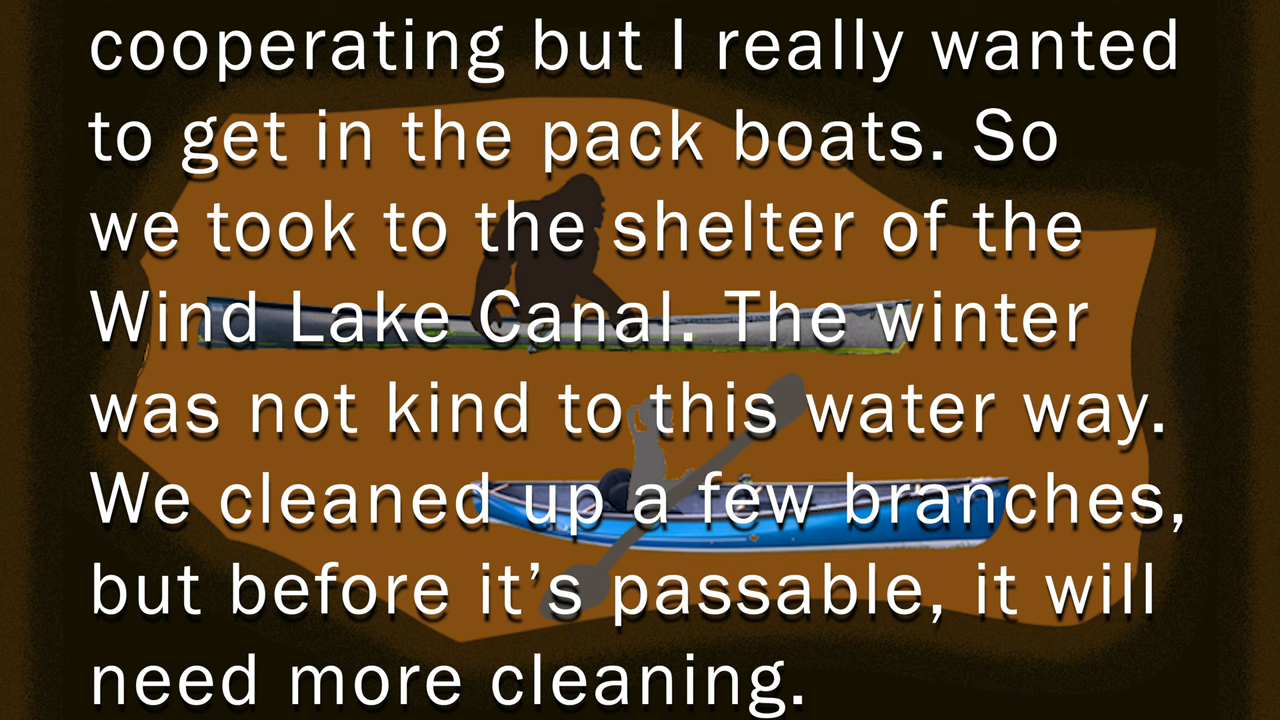 cooperating but I really wanted
to get in the pack boats. So
we took to the shelter of the
Wind Lake Canal. The winter
was not kind to this water way.
We cleaned up a few branches,
but before it’s passable, it will
need more cleaning.